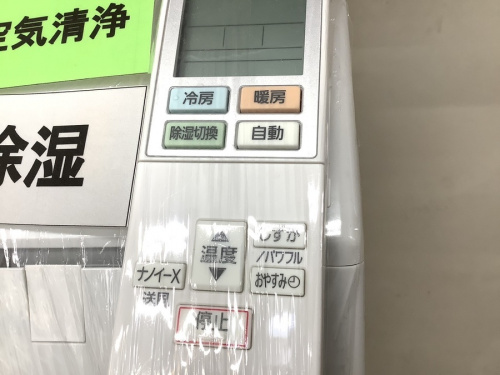 空気清浄
除湿
冷房
暖房
除湿切換
自動
温度
しずか
/パワフル
ナノイーX
おやすみ
送風
停止